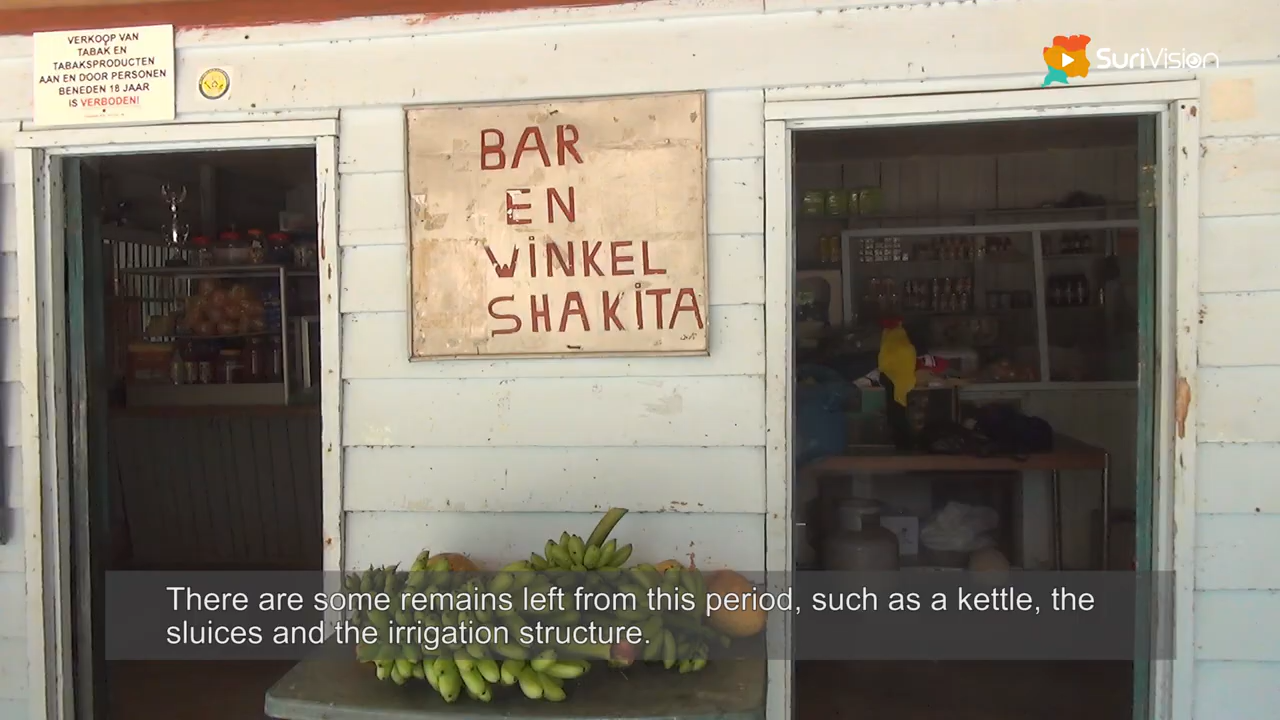 VERKOOP VAN
TABAK EN
TABAKSPRODUCTEN
AAN EN DOOR PERSONEN
BENEDEN 18 JAAR
IS VERBODEN!
SuriVision
BAR
EN
WINKEL
SHAKITA
There are some remains left from this period, such as a kettle, the
sluices and the irrigation structure.